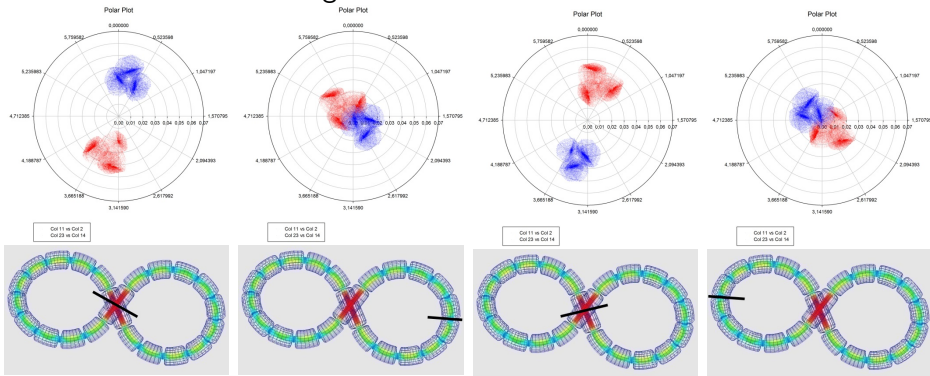 Polar Plot
0,000000
5,759582 0,523598
5,235983 1,047197
4,712385 0,00 0,01 0,02 0,03 0,04 0,05 0,06 0,07 1,570795
4,188787 2,094393
3,665188 2,617992
3,141590
Col 11 vs Col 2
Col 23 vs Col 14
Polar Plot
0,000000
5,759582 0,523598
5,235983 1,047197
4,712385 0,00 0,01 0,02 0,03 0,04 0,05 0,06 0,07 1,570795
4,188787 2,094393
3,665188 2,617992
3,141590
Col 11 vs Col 2
Col 23 vs Col 14
Polar Plot
0,000000
5,759582 0,523598
5,235983 1,047197
4,712385 0,00 0,01 0,02 0,03 0,04 0,05 0,06 0,07 1,570795
4,188787 2,094393
3,665188 2,617992
3,141590
Col 11 vs Col 2
Col 23 vs Col 14
Polar Plot
0,000000
5,759582 0,523598
5,235983 1,047197
4,712385 0,00 0,01 0,02 0,03 0,04 0,05 0,06 0,07 1,570795
4,188787 2,094393
3,665188 2,617992
3,141590
Col 11 vs Col 2
Col 23 vs Col 14